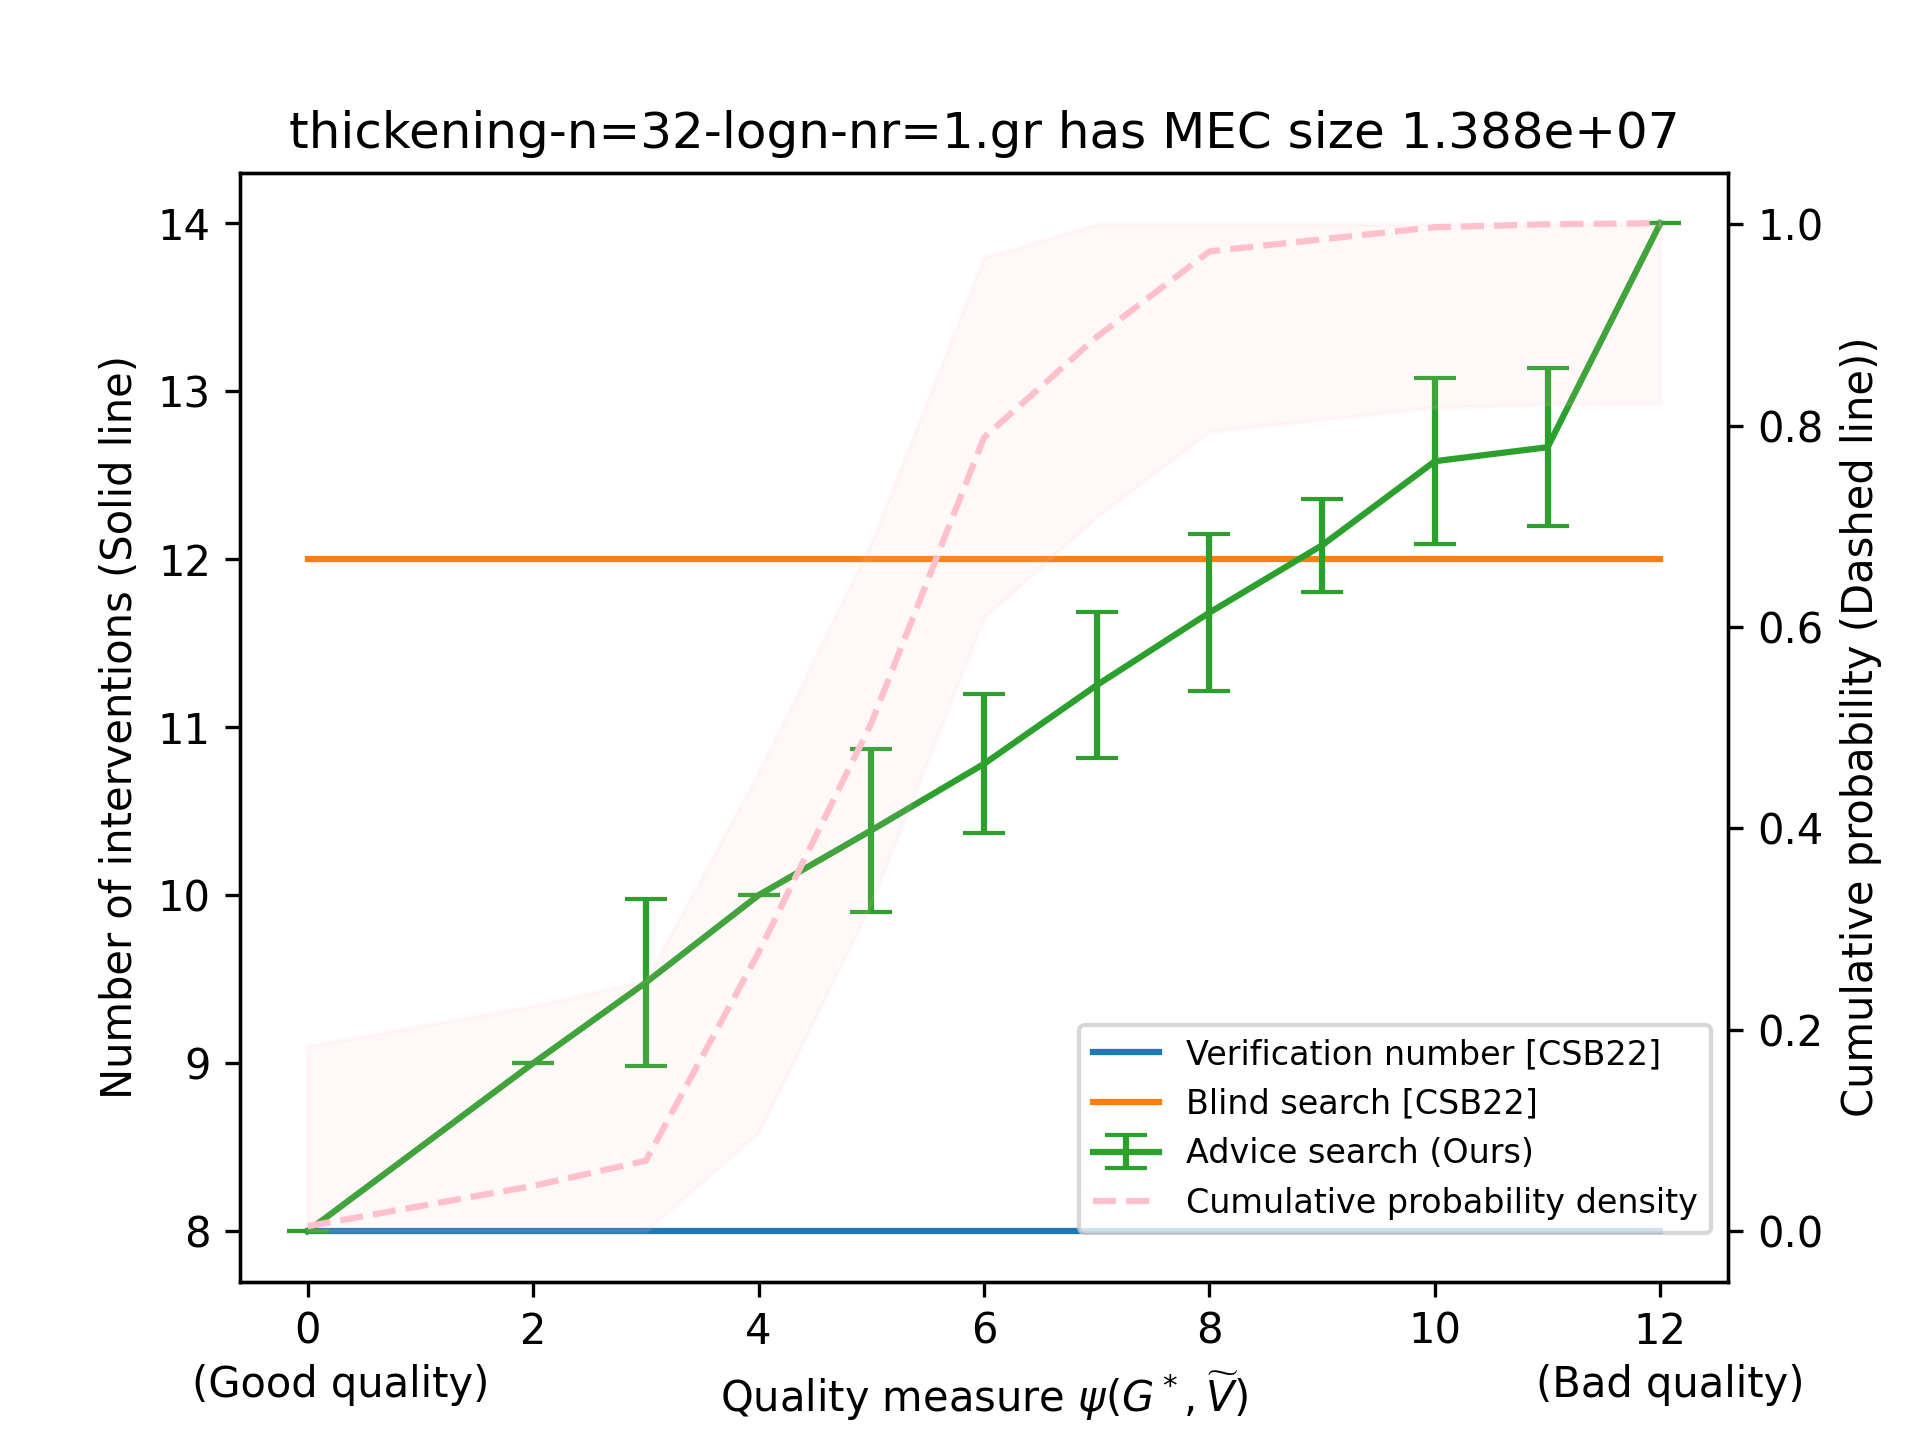 thickening-n=32-logn-nr=1.gr has MEC size 1.388e+07
Number of interventions (Solid line)
14
13
12
11
10
9
8
1.0
0.8
0.6
0.4
0.2
0.0
Cumulative probability (Dashed line))
Verification number [CSB22]
Blind search [CSB22]
Advice search (Ours)
Cumulative probability density
0 2 4 6 8 10 12
(Good quality)
(Bad quality)
Quality measure ψ(G*, Ṽ)